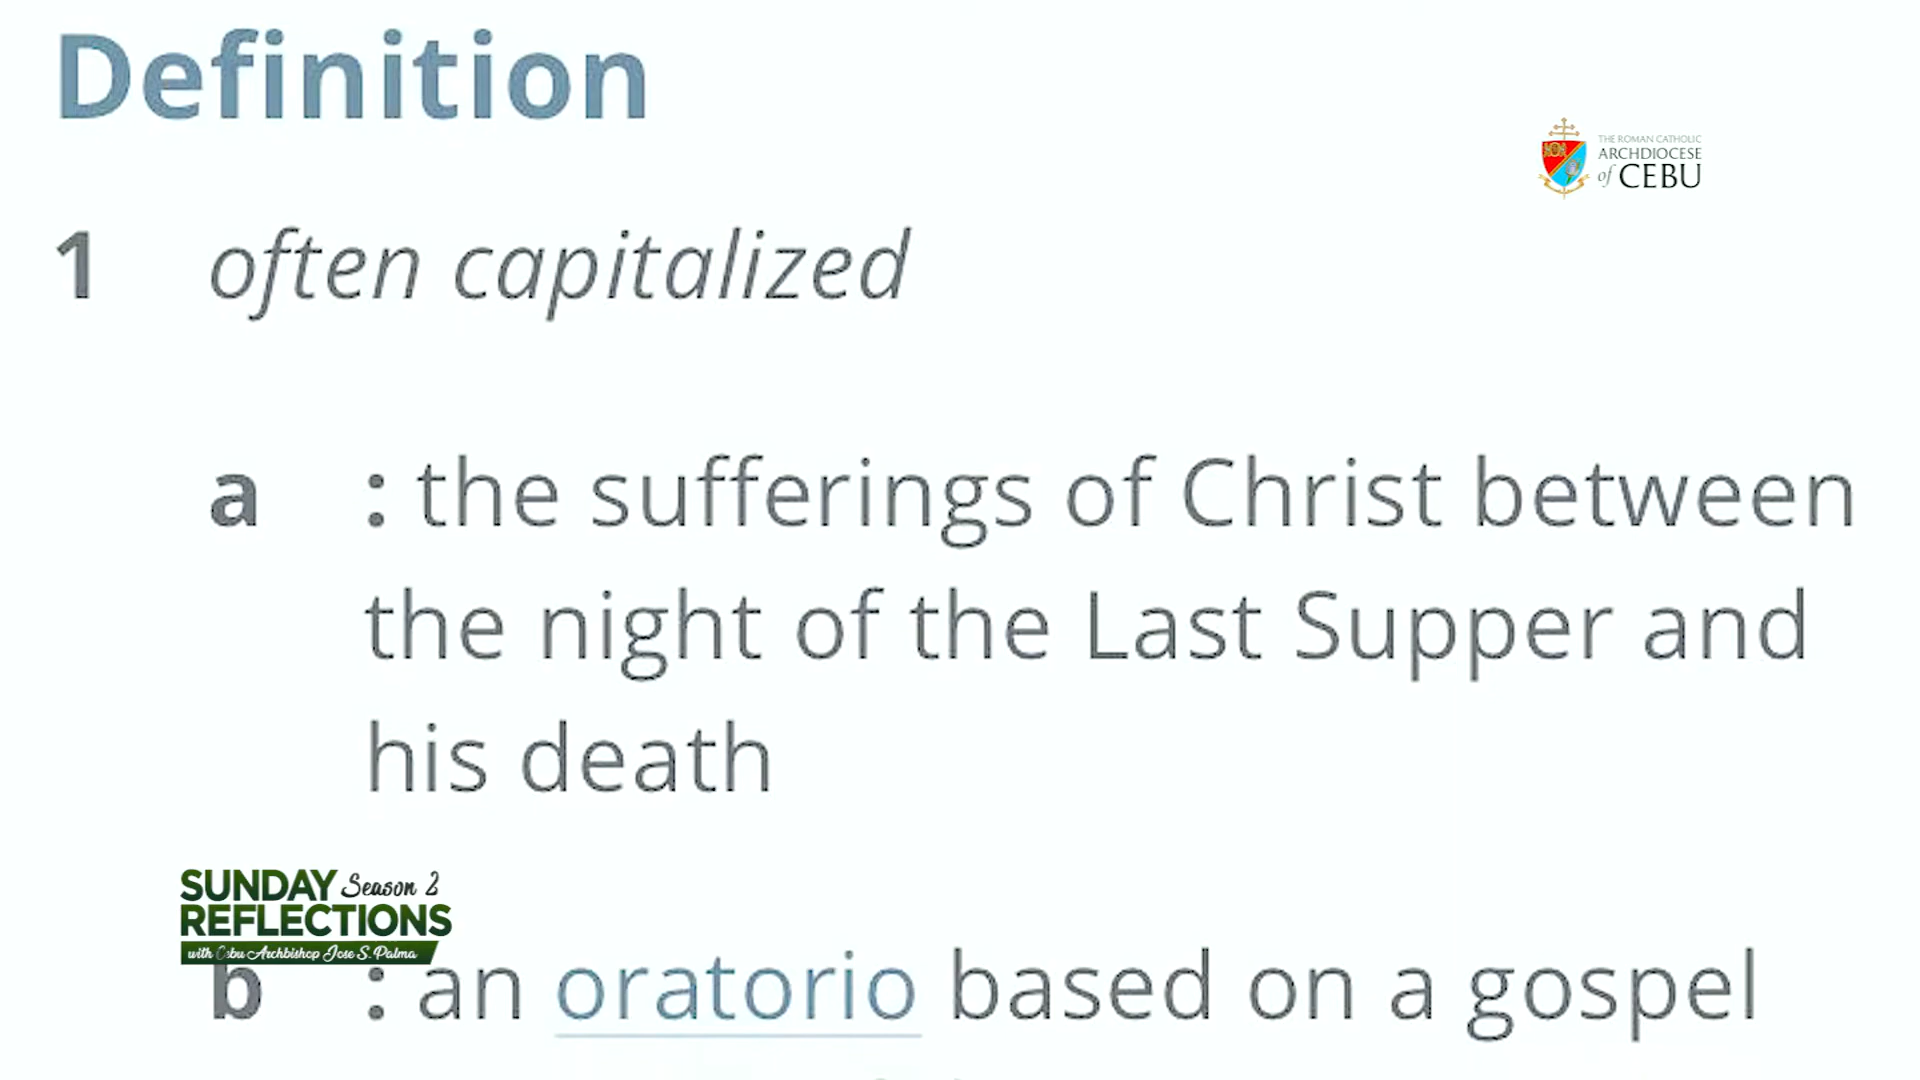 Definition
THE ROMAN CATHOLIC
ARCHDIOCESE
of CEBU
1 often capitalized
a : the sufferings of Christ between
the night of the Last Supper and
his death
SUNDAY Season 2
REFLECTIONS
with Cebu Archbishop Jose S. Palma
b : an oratorio based on a gospel